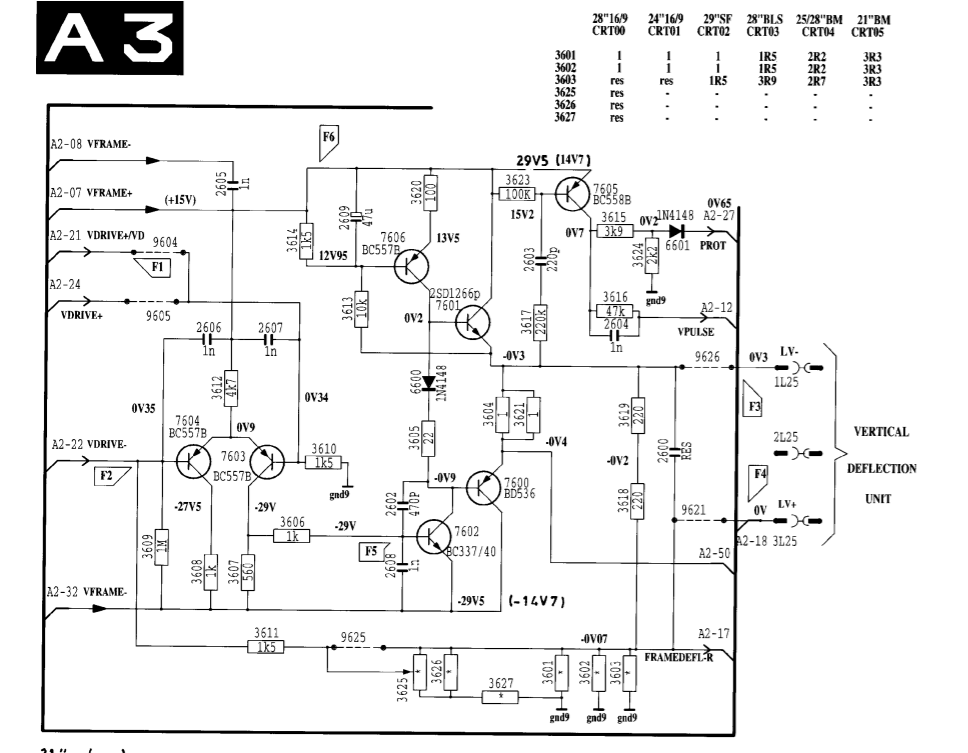 A3
28"16/9 24"16/9 29"SF 28"BLS 25/28"BM 21"BM
CRT00 CRT01 CRT02 CRT03 CRT04 CRT05
3601 1 1 1 1R5 2R2 3R3
3602 1 1 1 1R5 2R2 3R3
3603 res res 1R5 3R9 2R7 3R3
3625 res - - - - -
3626 res - - - - -
3627 res - - - - -
F6
A2-08 VFRAME-
29V5 (14V7)
2605
1n
3620
100
3623
100K
7605
BC558B
A2-07 VFRAME+
(+15V)
2609
47u
15V2
0V65
3614
1k5
13V5
0V7
3615
3k9
0V2
1N4148
A2-27
A2-21 VDRIVE+/VD
9604
7606
BC557B
6601
PROT
12V95
2603
220p
3624
2k2
F1
gnd9
A2-24
2SD1266p
7601
3613
10k
3616
47k
A2-12
VDRIVE+
9605
0V2
3617
220k
2604
1n
VPULSE
2606
1n
2607
1n
-0V3
9626
0V3
LV-
1L25
3612
4k7
6600
1N4148
3604
1
3621
1
F3
0V35
0V34
3619
220
7604
BC557B
0V9
3605
22
-0V4
2L25
VERTICAL
A2-22 VDRIVE-
7603
BC557B
3610
1k5
2600
RES
F2
gnd9
-0V2
F4
DEFLECTION
-27V5
-29V
-0V9
7600
BD536
3618
220
UNIT
2602
470P
9621
0V
LV+
3606
1k
-29V
7602
BC337/40
A2-18 3L25
3609
1M
F5
A2-50
3608
1k
3607
560
2608
1n
A2-32 VFRAME-
-29V5
(-14V7)
3611
1k5
9625
-0V07
A2-17
FRAMEDEFL-R
3625
*
3626
*
3627
*
3601
*
3602
*
3603
*
gnd9 gnd9 gnd9